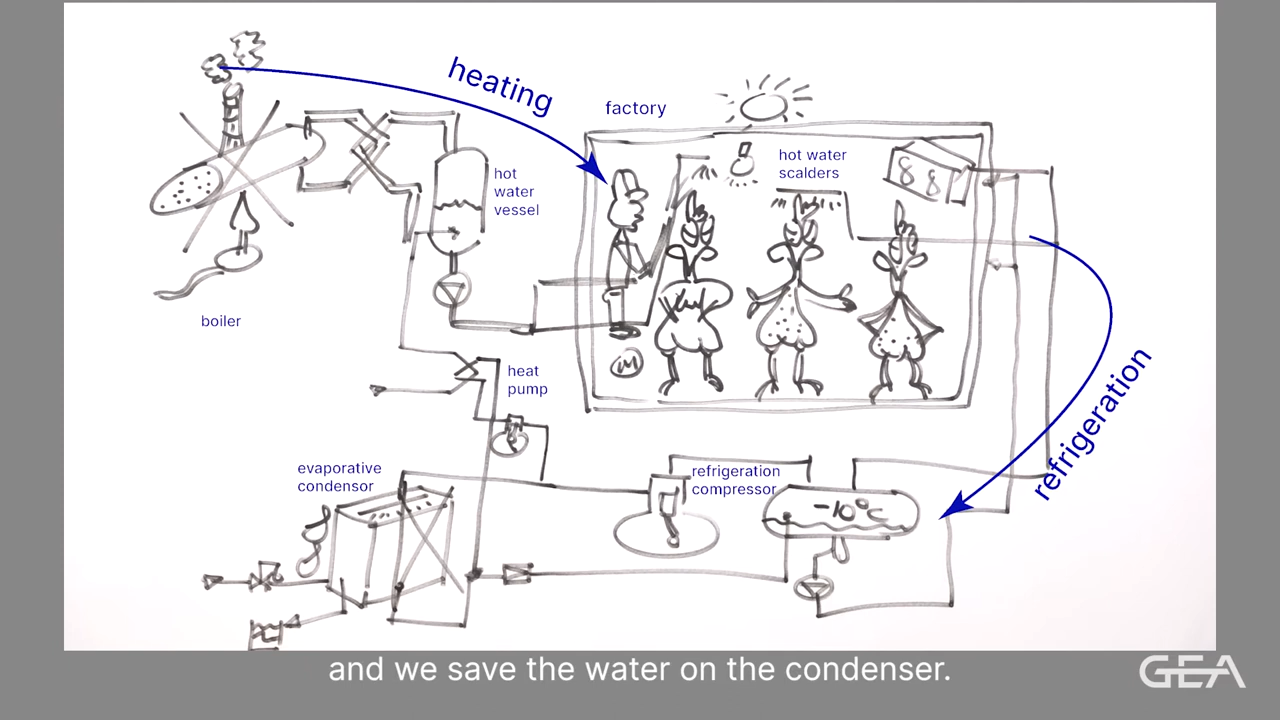 heating
factory
hot water
scalders
88
hot
water
vessel
boiler
M
heat
pump
refrigeration
evaporative
condensor
refrigeration
compressor
-10°C
and we save the water on the condenser.
GEA